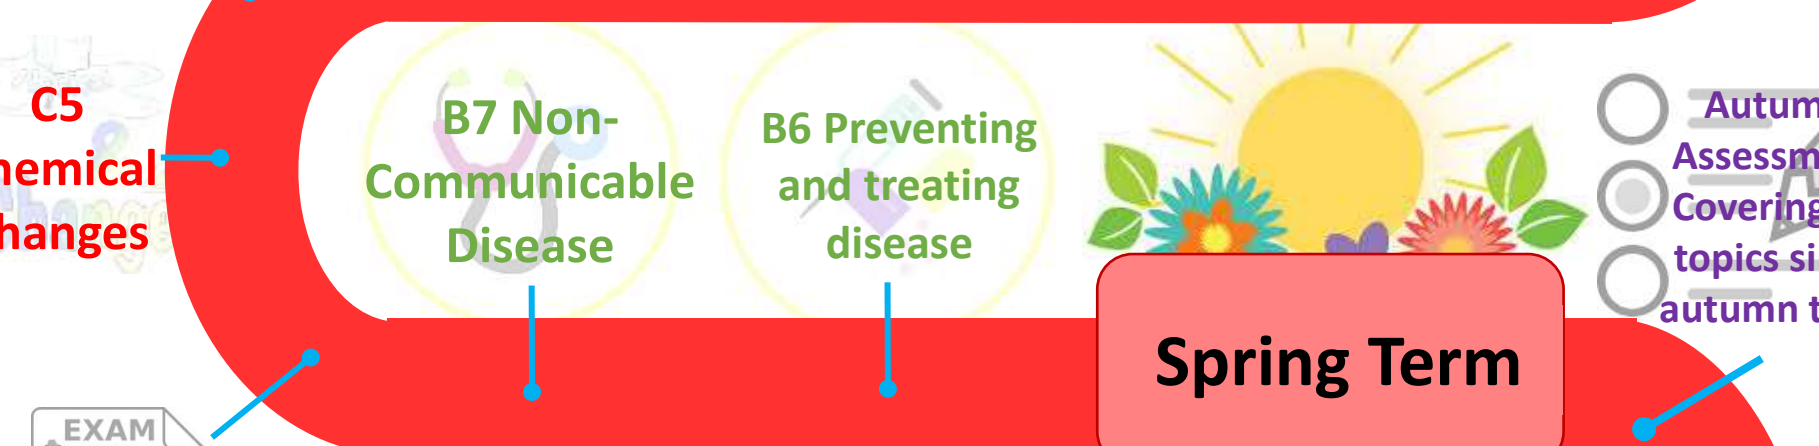 C5
hemical
hanges
B7 Non-
Communicable
Disease
B6 Preventing
and treating
disease
Spring Term
Autum
Assessm
Covering
topics si
autumn t
EXAM